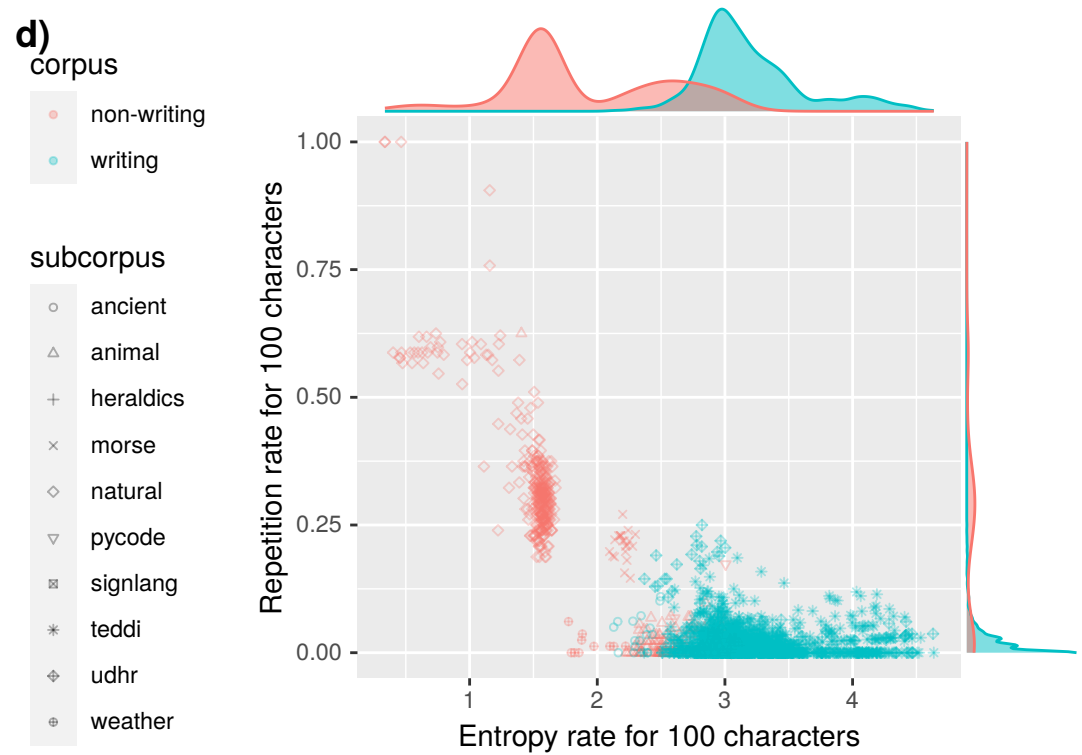 d)
corpus
non-writing
writing
subcorpus
ancient
animal
heraldics
morse
natural
pycode
signlang
teddi
udhr
weather
Repetition rate for 100 characters
1.00
0.75
0.50
0.25
0.00
1 2 3 4
Entropy rate for 100 characters